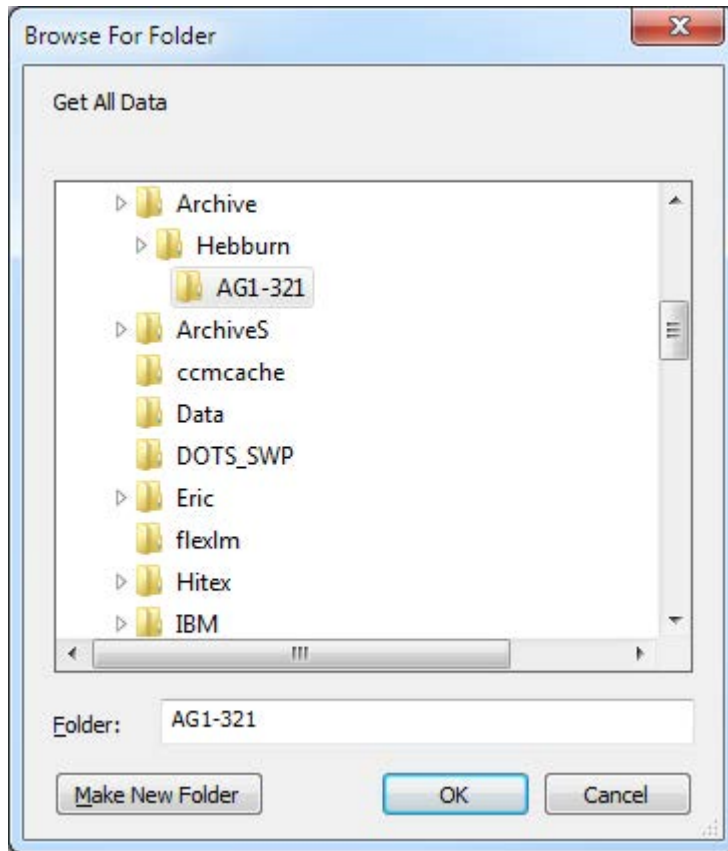 Browse For Folder
Get All Data
Archive
Hebburn
AG1-321
ArchiveS
ccmcache
Data
DOTS_SWP
Eric
flexlm
Hitex
IBM
Folder: AG1-321
Make New Folder OK Cancel